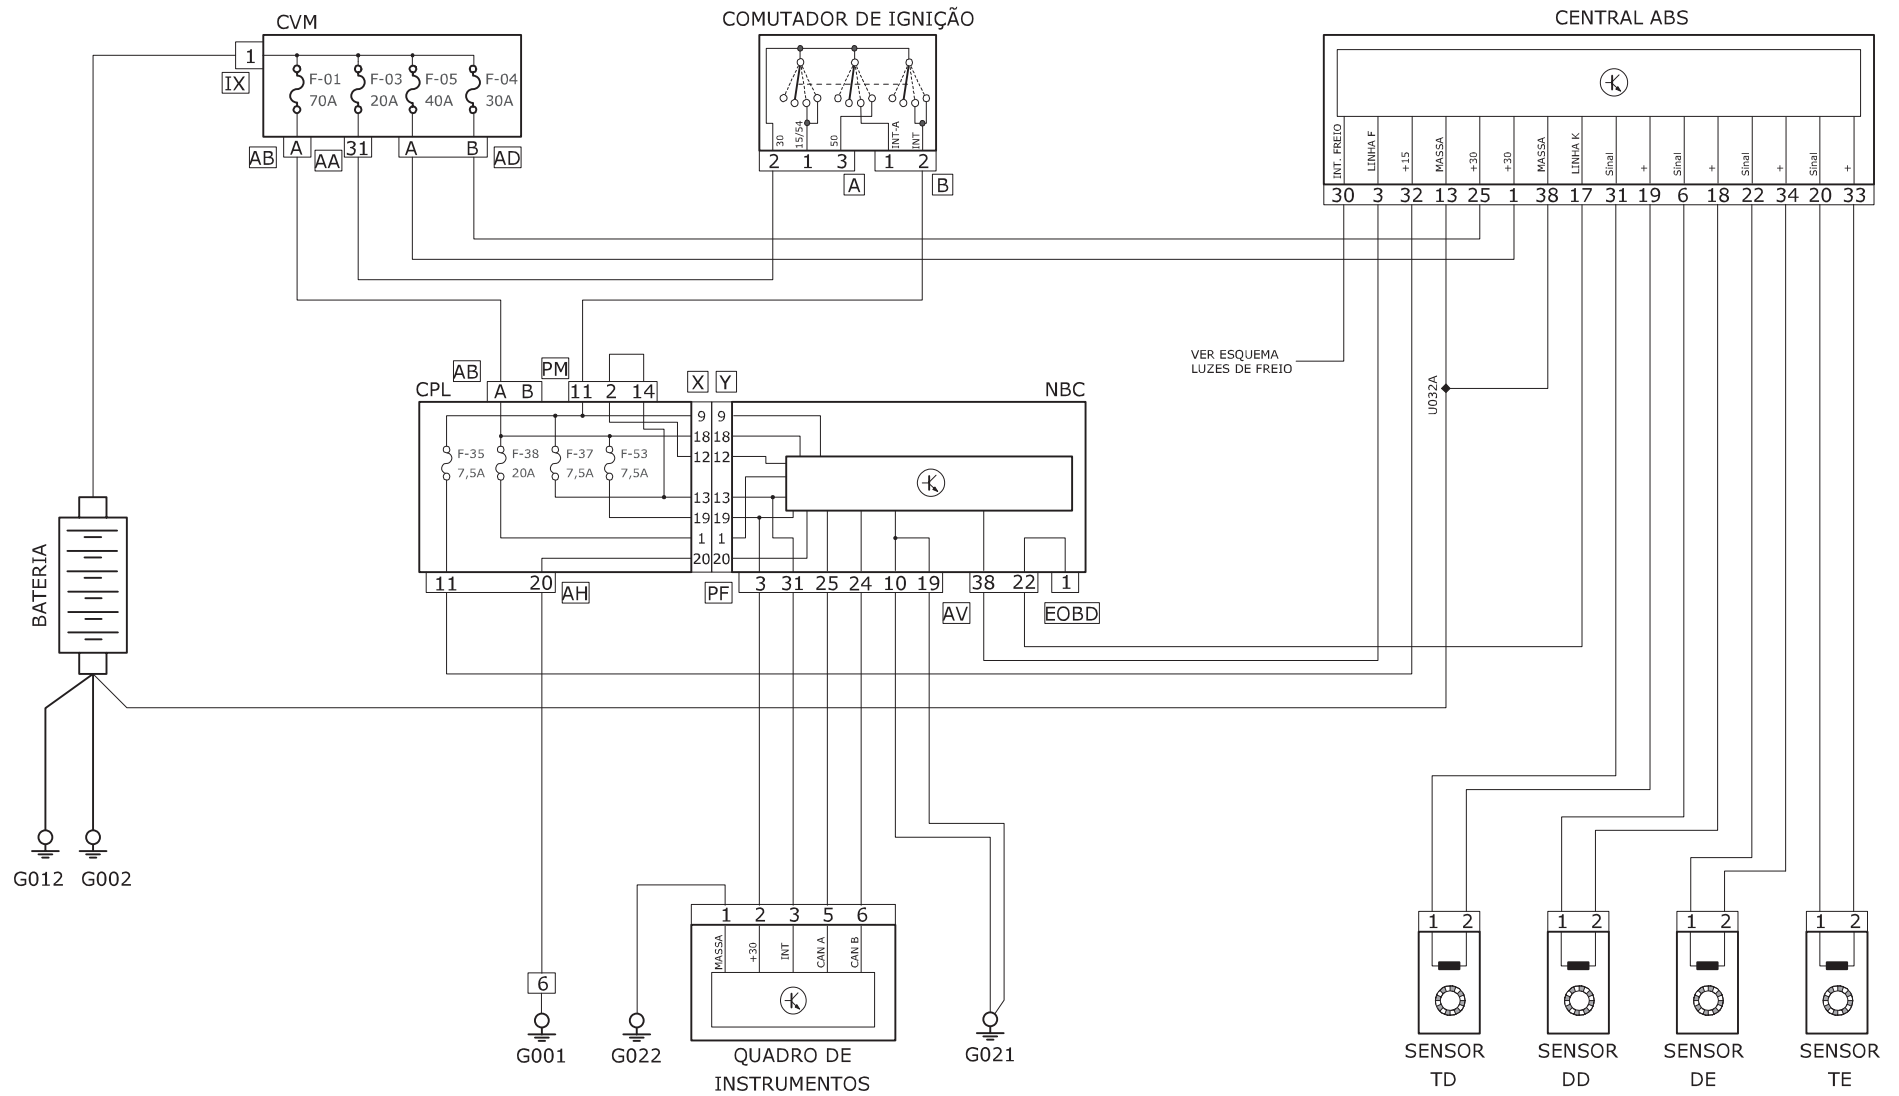 CVM
COMUTADOR DE IGNIÇÃO
CENTRAL ABS
1
IX
F-01
70A
F-03
20A
F-05
40A
F-04
30A
AB
A
AA
31
A
B
AD
30
15/54
50
INT-A
INT
2
1
3
1
2
A
B
INT. FREIO
LINHA F
+15
MASSA
+30
+30
MASSA
LINHA K
Sinal
+
Sinal
+
Sinal
+
Sinal
+
30 3 32 13 25 1 38 17 31 19 6 18 22 34 20 33
VER ESQUEMA
LUZES DE FREIO
U032A
CPL
AB
A B
PM
11 2 14
X Y
NBC
9 9
18 18
12 12
13 13
19 19
1 1
20 20
F-35
7,5A
F-38
20A
F-37
7,5A
F-53
7,5A
11
20
AH
PF
3 31 25 24 10 19
AV
38 22
1
EOBD
BATERIA
G012
G002
6
G001
G022
1 2 3 5 6
MASSA
+30
INT
CAN A
CAN B
QUADRO DE
INSTRUMENTOS
G021
1 2
SENSOR
TD
1 2
SENSOR
DD
1 2
SENSOR
DE
1 2
SENSOR
TE